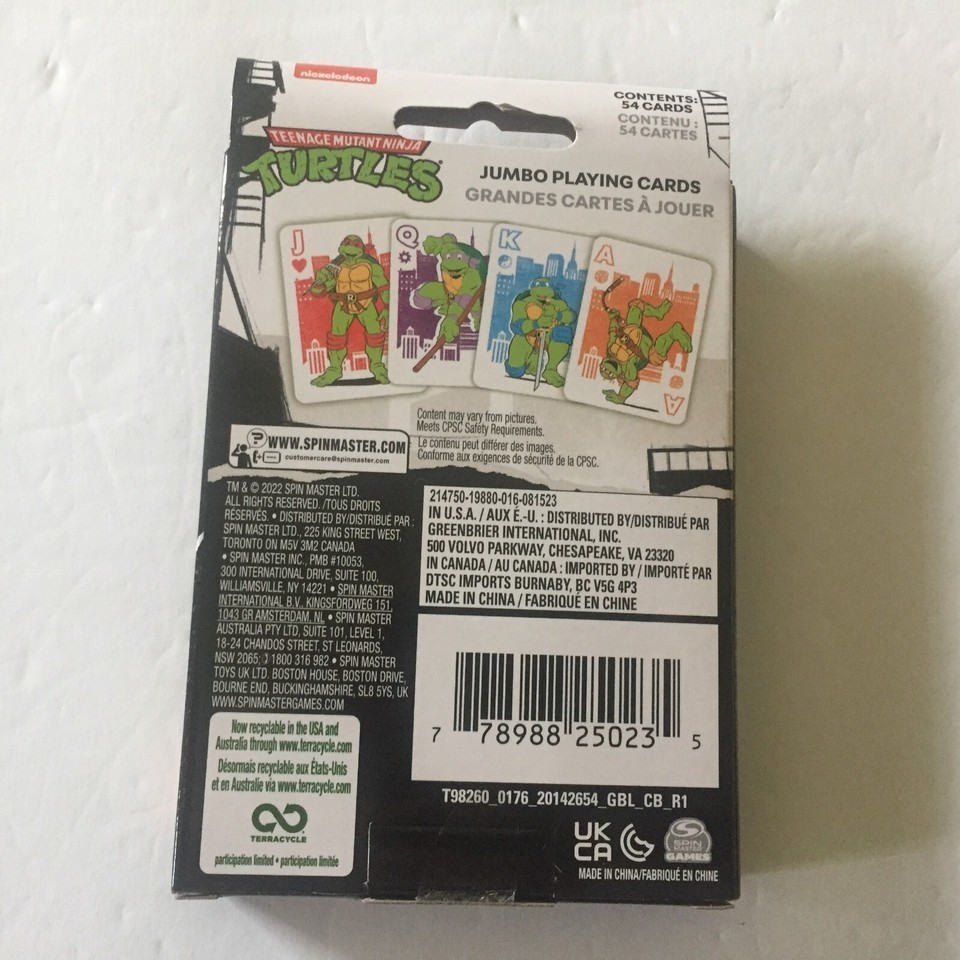 nickelodeon
CONTENTS:
54 CARDS
CONTENU :
54 CARTES
TEENAGE MUTANT NINJA
TURTLES
JUMBO PLAYING CARDS
GRANDES CARTES À JOUER
J
Q
K
A
R
A
Content may vary from pictures.
Meets CPSC Safety Requirements.
Le contenu peut différer des images.
Conforme aux exigences de sécurité de la CPSC.
WWW.SPINMASTER.COM
customercare@spinmaster.com
TM & © 2022 SPIN MASTER LTD.
ALL RIGHTS RESERVED. /TOUS DROITS
RÉSERVÉS. • DISTRIBUTED BY/DISTRIBUÉ PAR :
SPIN MASTER LTD., 225 KING STREET WEST,
TORONTO ON M5V 3M2 CANADA
• SPIN MASTER INC., PMB #10053,
300 INTERNATIONAL DRIVE, SUITE 100,
WILLIAMSVILLE, NY 14221 • SPIN MASTER
INTERNATIONAL B.V., KINGSFORDWEG 151,
1043 GR AMSTERDAM, NL • SPIN MASTER
AUSTRALIA PTY LTD, SUITE 101, LEVEL 1,
18-24 CHANDOS STREET, ST LEONARDS,
NSW 2065; 1800 316 982 • SPIN MASTER
TOYS UK LTD. BOSTON HOUSE, BOSTON DRIVE,
BOURNE END, BUCKINGHAMSHIRE, SL8 5YS, UK
WWW.SPINMASTERGAMES.COM
214750-19880-016-081523
IN U.S.A. / AUX É.-U. : DISTRIBUTED BY/DISTRIBUÉ PAR
GREENBRIER INTERNATIONAL, INC.
500 VOLVO PARKWAY, CHESAPEAKE, VA 23320
IN CANADA / AU CANADA : IMPORTED BY / IMPORTÉ PAR
DTSC IMPORTS BURNABY, BC V5G 4P3
MADE IN CHINA / FABRIQUÉ EN CHINE
7 78988 25023 5
Now recyclable in the USA and
Australia through www.terracycle.com
Désormais recyclable aux États-Unis
et en Australie via www.terracycle.com
TERRACYCLE
participation limited • participation limitée
T98260_0176_20142654_GBL_CB_R1
UK
CA
SPIN
MASTER
GAMES
MADE IN CHINA/FABRIQUÉ EN CHINE